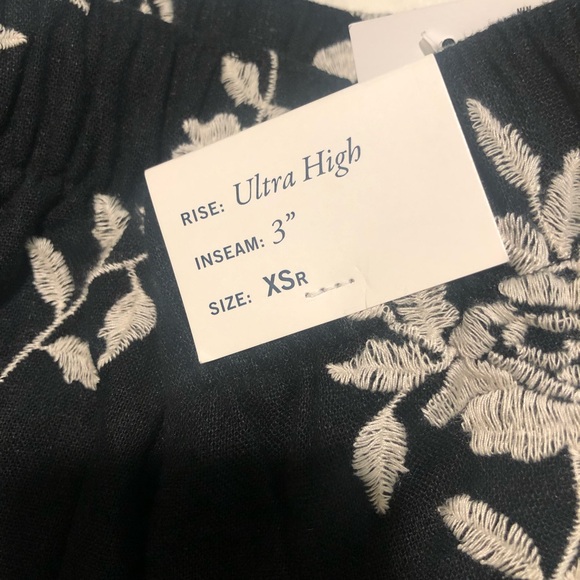 RISE: Ultra High
INSEAM: 3”
SIZE: XSR